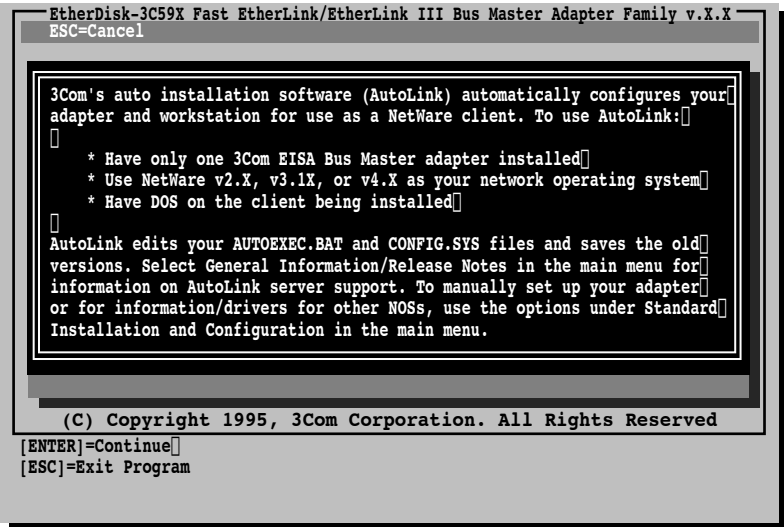 EtherDisk-3C59X Fast EtherLink/EtherLink III Bus Master Adapter Family v.X.X
ESC=Cancel
3Com's auto installation software (AutoLink) automatically configures your
adapter and workstation for use as a NetWare client. To use AutoLink:
* Have only one 3Com EISA Bus Master adapter installed
* Use NetWare v2.X, v3.1X, or v4.X as your network operating system
* Have DOS on the client being installed
AutoLink edits your AUTOEXEC.BAT and CONFIG.SYS files and saves the old
versions. Select General Information/Release Notes in the main menu for
information on AutoLink server support. To manually set up your adapter
or for information/drivers for other NOSs, use the options under Standard
Installation and Configuration in the main menu.
(C) Copyright 1995, 3Com Corporation. All Rights Reserved
[ENTER]=Continue
[ESC]=Exit Program